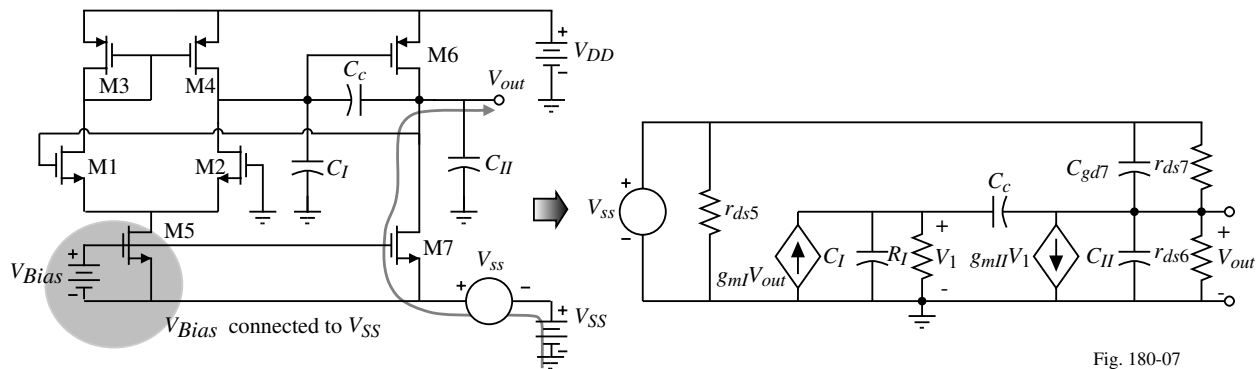 M3
M4
M6
V_DD
C_c
V_out
M1
M2
C_I
C_II
M5
M7
V_Bias
V_ss
V_SS
V_Bias connected to V_SS
+
-
+
-
+
-
+
-
V_ss
+
-
r_ds5
g_mI V_out
C_I
R_I
+
V_1
-
C_c
g_mII V_1
C_gd7
r_ds7
C_II
r_ds6
+
V_out
-
Fig. 180-07